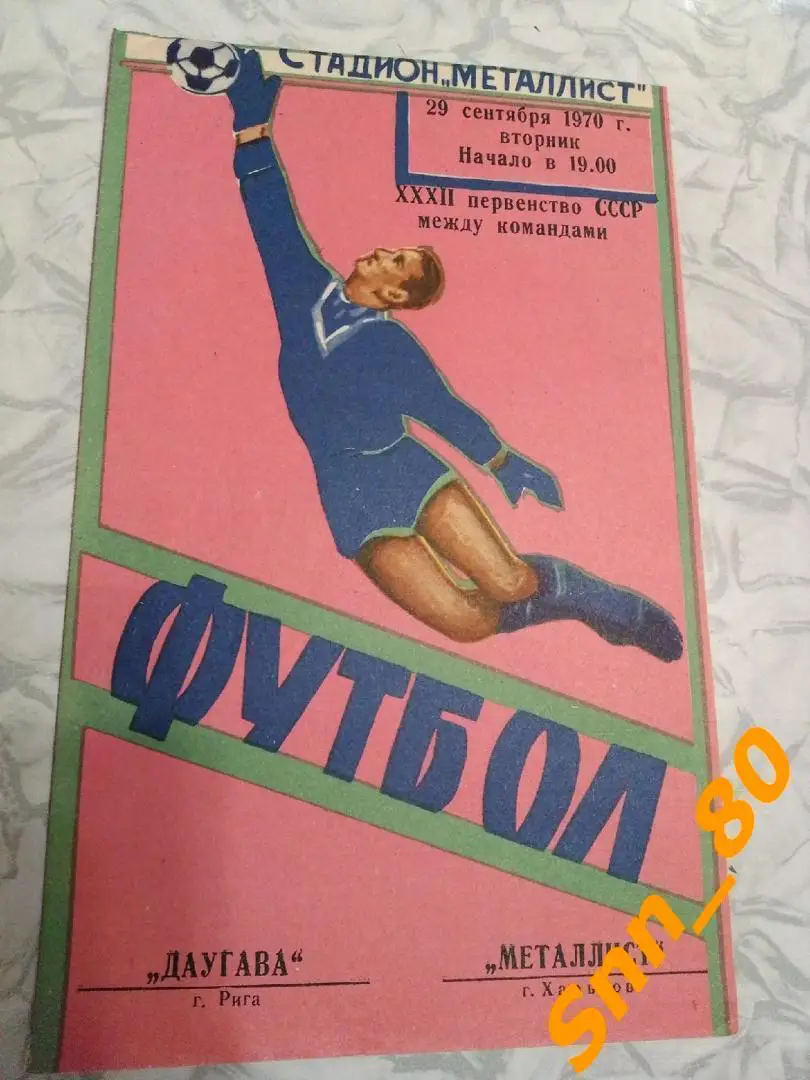 Стадион „МЕТАЛЛИСТ"
29 сентября 1970 г.
вторник
Начало в 19.00
XXXII первенство СССР
между командами
ФУТБОЛ
„ДАУГАВА"
г. Рига
„МЕТАЛЛИСТ"
г. Харьков
Snn_80